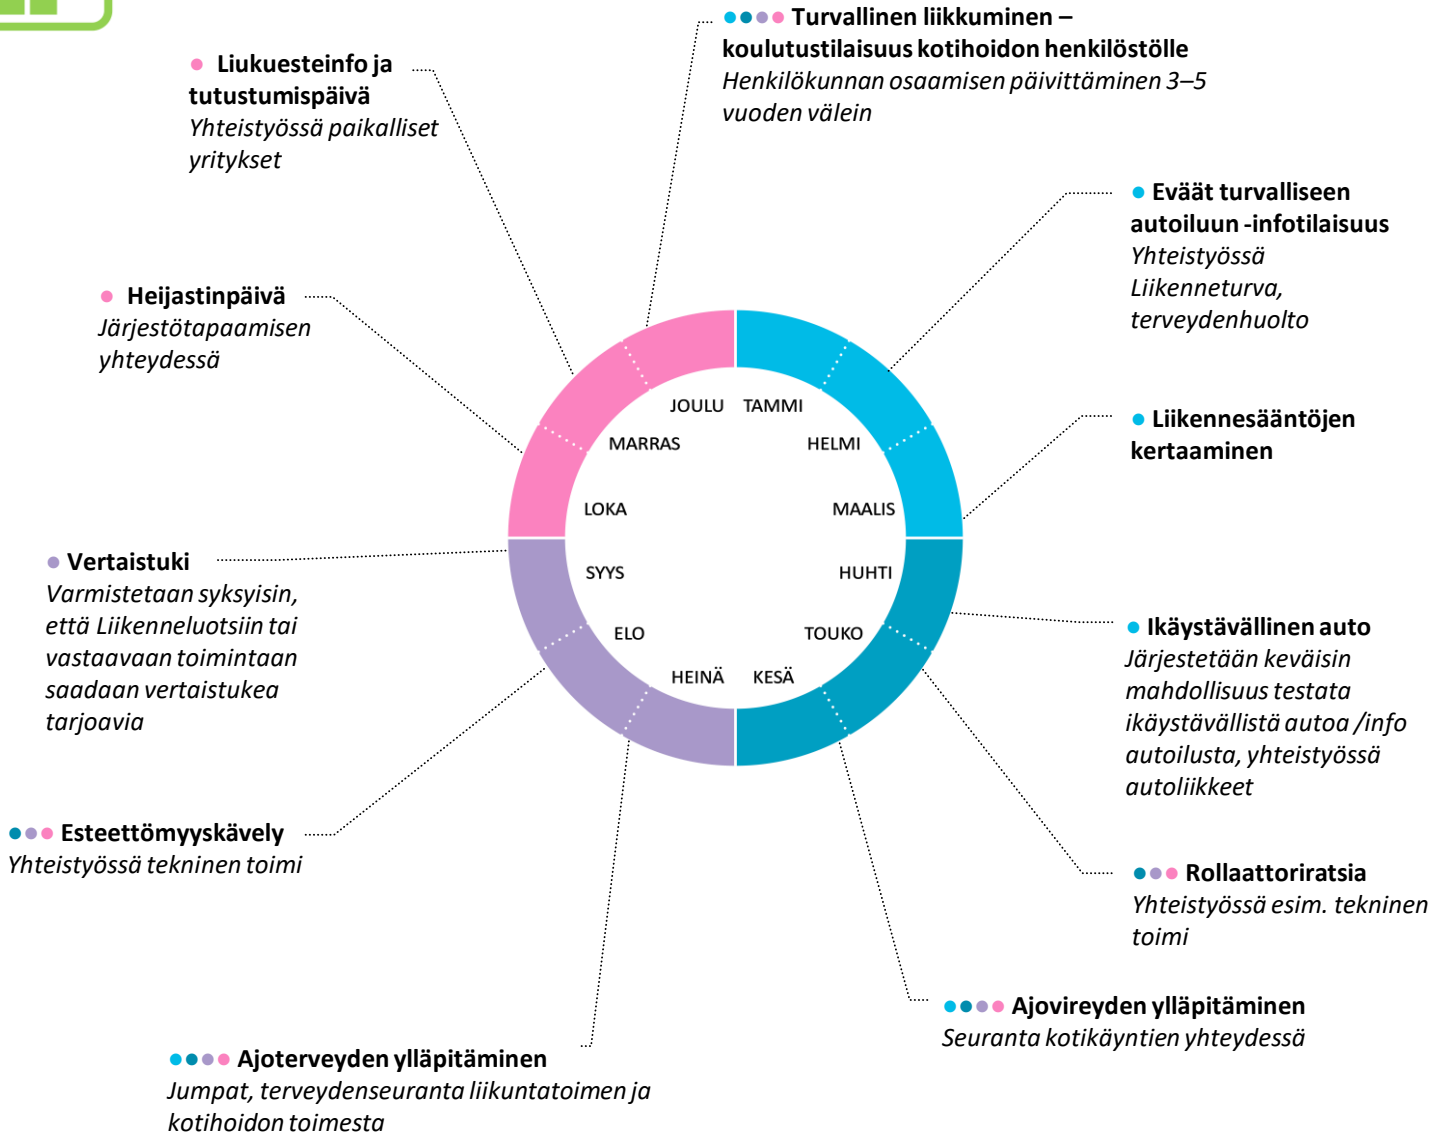 ●●●● Turvallinen liikkuminen –
koulutustilaisuus kotihoidon henkilöstölle
Henkilökunnan osaamisen päivittäminen 3–5
vuoden välein
● Liukuesteinfo ja
tutustumispäivä
Yhteistyössä paikalliset
yritykset
● Eväät turvalliseen
autoiluun -infotilaisuus
Yhteistyössä
Liikenneturva,
terveydenhuolto
● Heijastinpäivä
Järjestötapaamisen
yhteydessä
● Liikennesääntöjen
kertaaminen
JOULU TAMMI
MARRAS HELMI
LOKA MAALIS
SYYS HUHTI
ELO TOUKO
HEINÄ KESÄ
● Vertaistuki
Varmistetaan syksyisin,
että Liikenneluotsiin tai
vastaavaan toimintaan
saadaan vertaistukea
tarjoavia
● Ikäystävällinen auto
Järjestetään keväisin
mahdollisuus testata
ikäystävällistä autoa /info
autoilusta, yhteistyössä
autoliikkeet
●●● Esteettömyyskävely
Yhteistyössä tekninen toimi
●●● Rollaattoriratsia
Yhteistyössä esim. tekninen
toimi
●●●● Ajovireyden ylläpitäminen
Seuranta kotikäyntien yhteydessä
●●●● Ajoterveyden ylläpitäminen
Jumpat, terveydenseuranta liikuntatoimen ja
kotihoidon toimesta